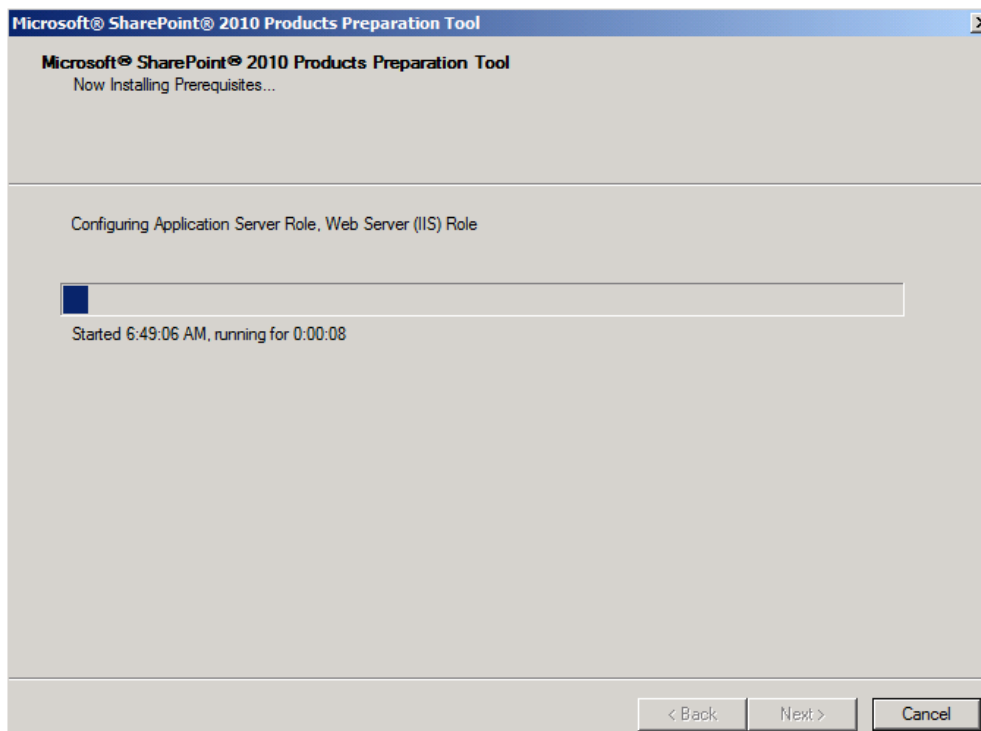 Microsoft® SharePoint® 2010 Products Preparation Tool
Microsoft® SharePoint® 2010 Products Preparation Tool
Now Installing Prerequisites...
Configuring Application Server Role, Web Server (IIS) Role
Started 6:49:06 AM, running for 0:00:08
< Back Next > Cancel